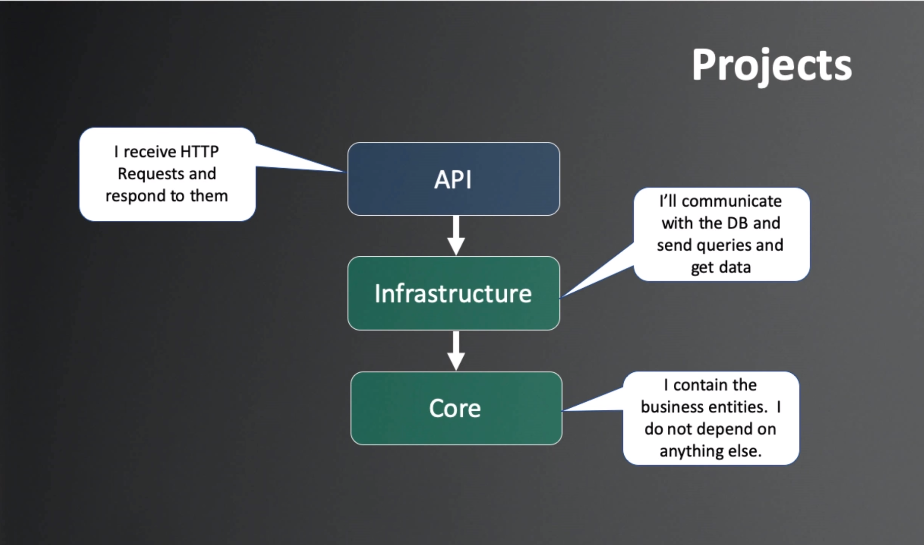 Projects
I receive HTTP
Requests and
respond to them
API
I’ll communicate
with the DB and
send queries and
get data
Infrastructure
I contain the
business entities.  I
do not depend on
anything else.
Core